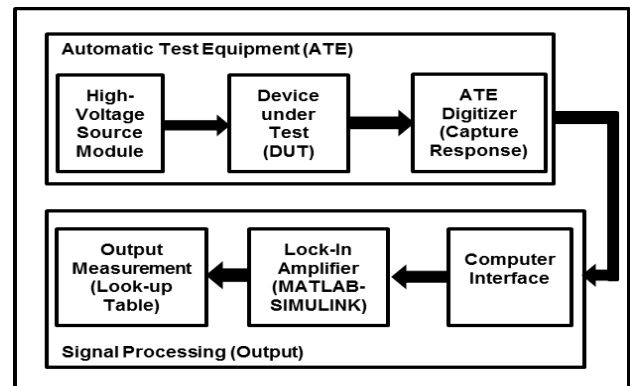 Automatic Test Equipment (ATE)
High-
Voltage
Source
Module
Device
under
Test
(DUT)
ATE
Digitizer
(Capture
Response)
Output
Measurement
(Look-up
Table)
Lock-In
Amplifier
(MATLAB-
SIMULINK)
Computer
Interface
Signal Processing (Output)